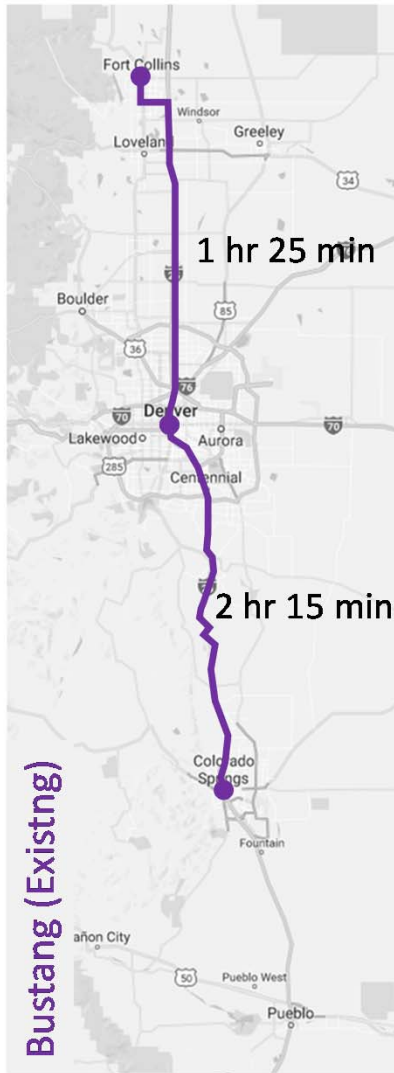 Fort Collins
Windsor
Greeley
Loveland
34
1 hr 25 min
Boulder
85
36
76
Denver
70
70
Lakewood
Aurora
285
Centennial
2 hr 15 min
Colorado
Springs
Fountain
Bustang (Existng)
añon City
50
Pueblo West
Pueblo